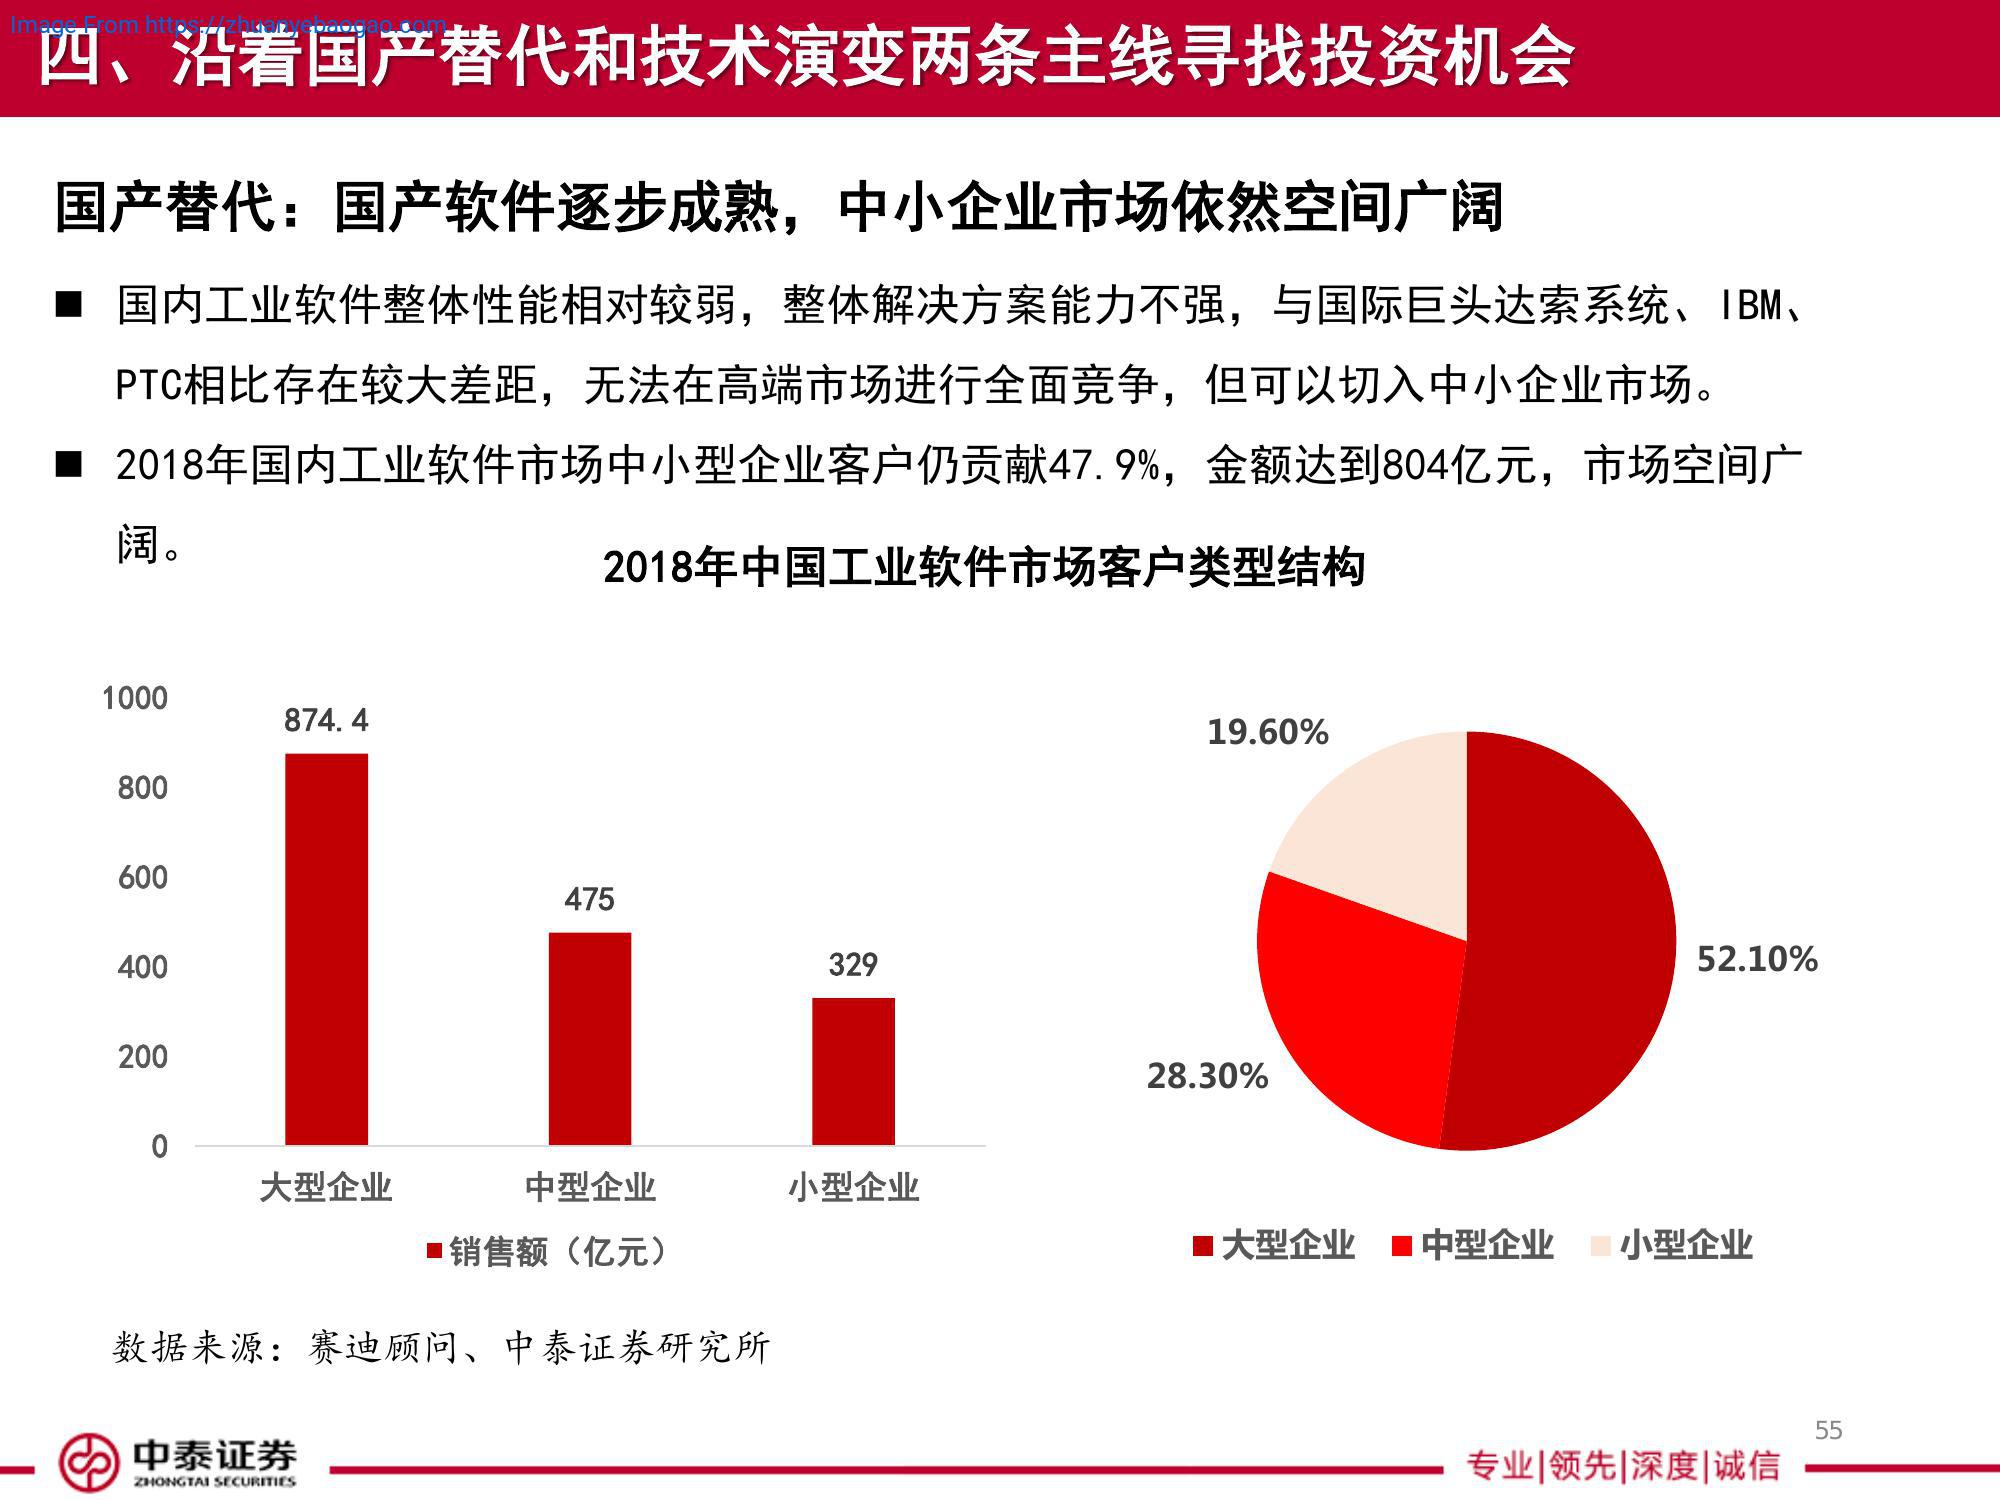 Image From https://zhuanyebaogao.com
四、沿着国产替代和技术演变两条主线寻找投资机会
国产替代：国产软件逐步成熟，中小企业市场依然空间广阔
■ 国内工业软件整体性能相对较弱，整体解决方案能力不强，与国际巨头达索系统、IBM、
PTC相比存在较大差距，无法在高端市场进行全面竞争，但可以切入中小企业市场。
■ 2018年国内工业软件市场中小型企业客户仍贡献47.9%，金额达到804亿元，市场空间广
阔。
2018年中国工业软件市场客户类型结构
1000
800
600
400
200
0
874.4
475
329
大型企业 中型企业 小型企业
销售额（亿元）
19.60%
52.10%
28.30%
大型企业 中型企业 小型企业
数据来源：赛迪顾问、中泰证券研究所
55
中泰证券
ZHONGTAI SECURITIES
专业|领先|深度|诚信